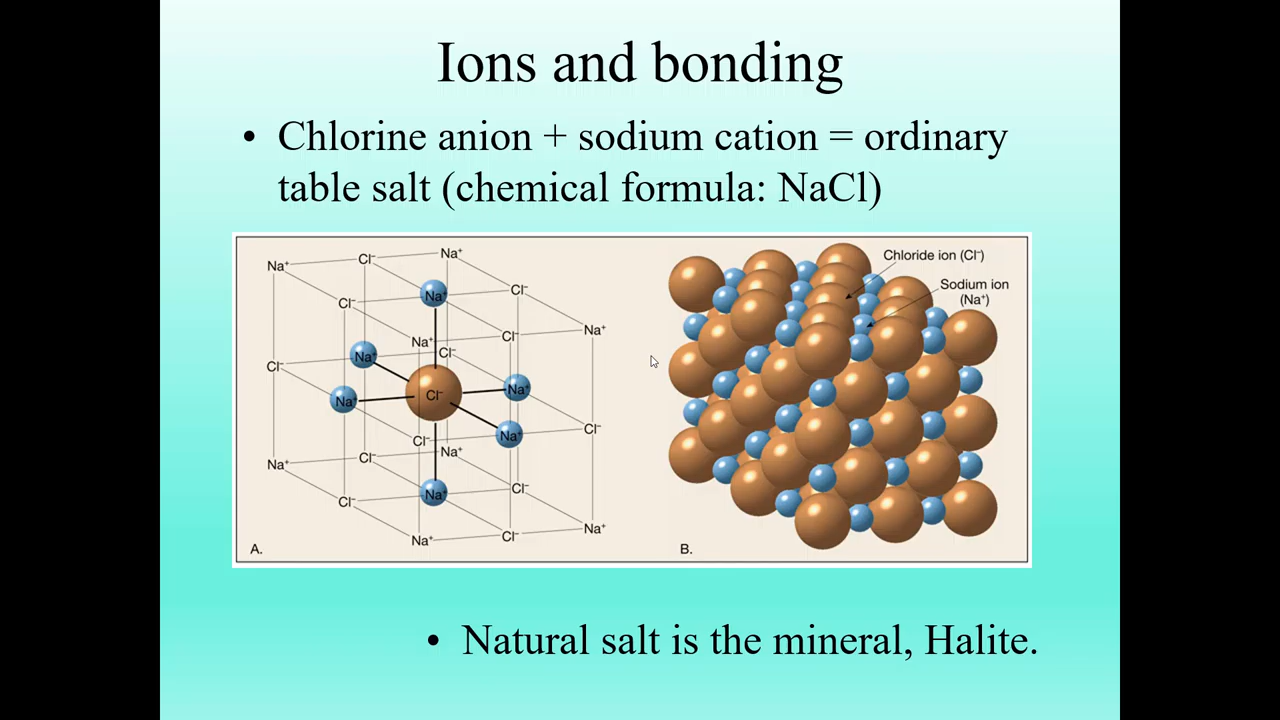 Ions and bonding
• Chlorine anion + sodium cation = ordinary
table salt (chemical formula: NaCl)
Na⁺ Cl⁻ Na⁺
Cl⁻ Na⁺ Cl⁻
Na⁺ Cl⁻ Na⁺
Na⁺ Cl⁻
Cl⁻ Na⁺ Cl⁻ Na⁺
Cl⁻ Na⁺ Cl⁻
Na⁺ Cl⁻ Na⁺
Cl⁻ Na⁺ Cl⁻
Na⁺ Cl⁻ Na⁺
A.
Chloride ion (Cl⁻)
Sodium ion
(Na⁺)
B.
• Natural salt is the mineral, Halite.